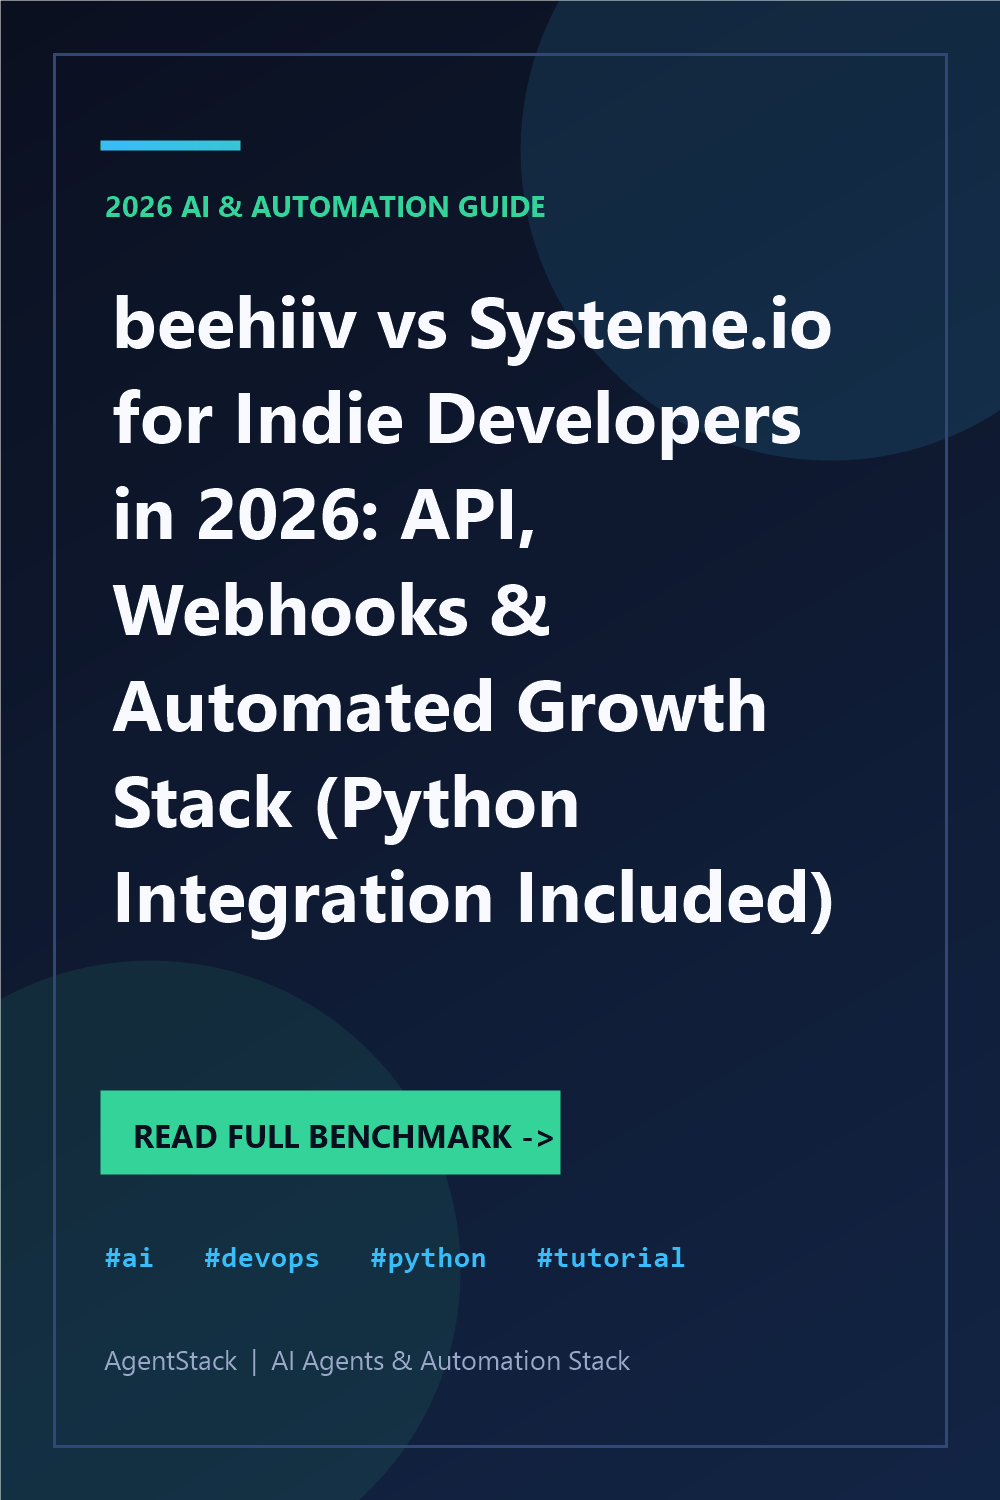 2026 AI & AUTOMATION GUIDE
beehiiv vs Systeme.io
for Indie Developers
in 2026: API,
Webhooks &
Automated Growth
Stack (Python
Integration Included)
READ FULL BENCHMARK ->
#ai #devops #python #tutorial
AgentStack | AI Agents & Automation Stack